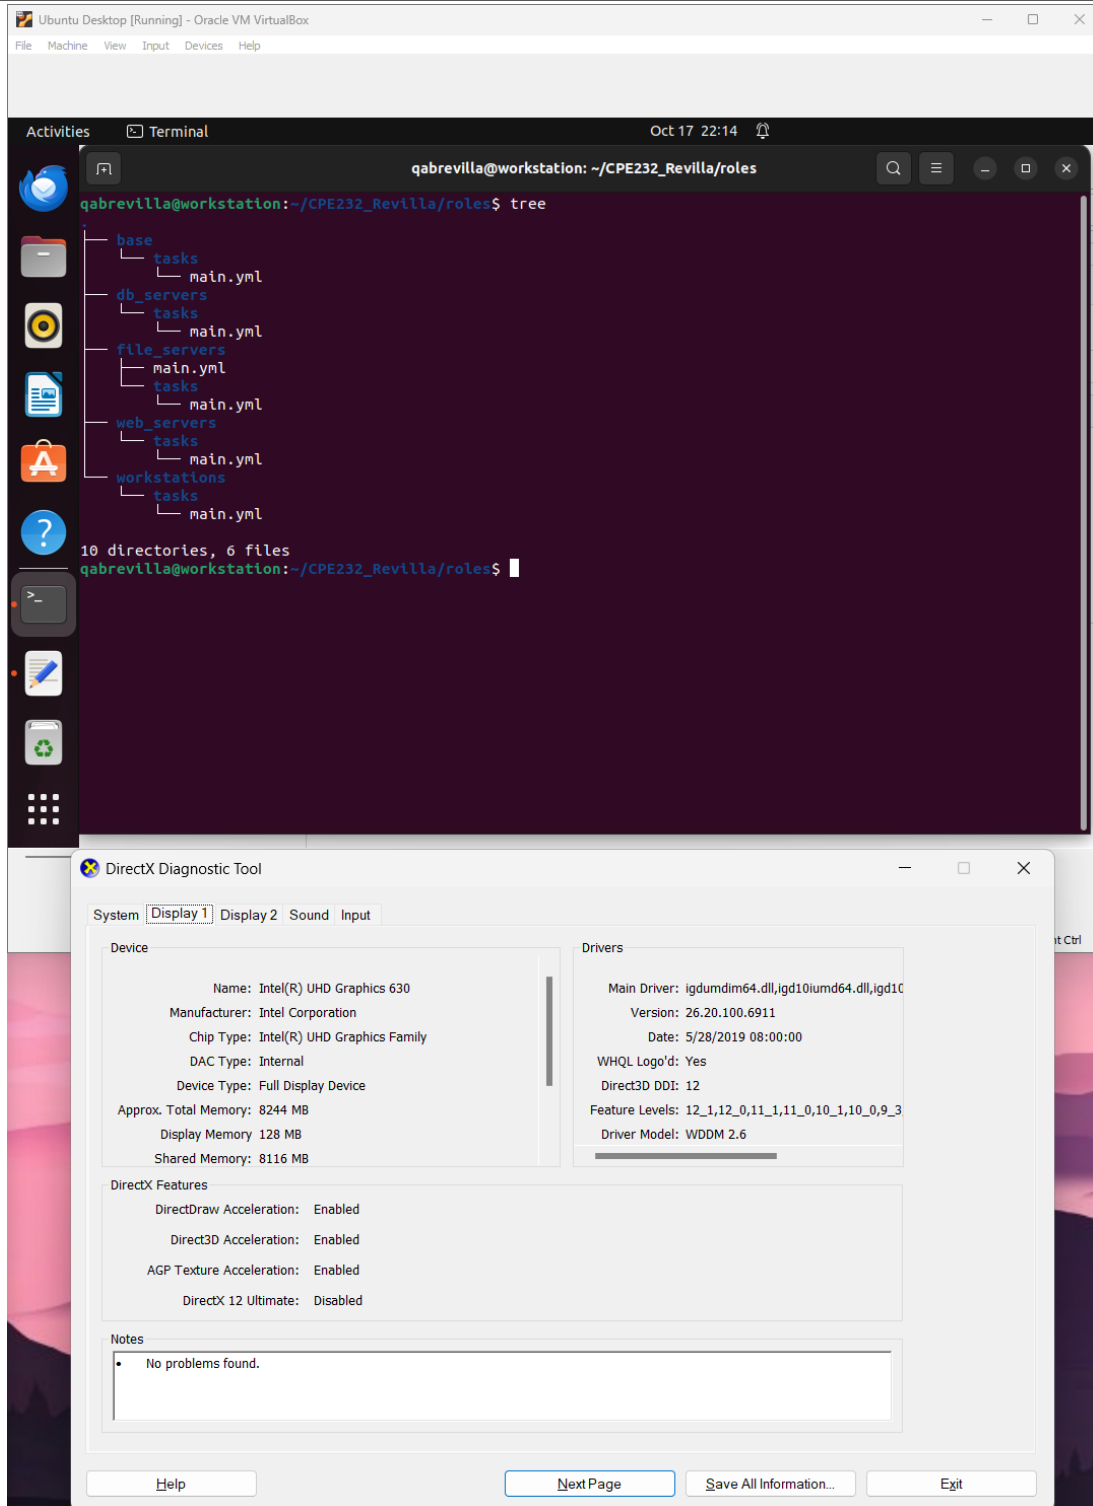 Ubuntu Desktop [Running] - Oracle VM VirtualBox
File Machine View Input Devices Help
Activities Terminal Oct 17 22:14
qabrevilla@workstation: ~/CPE232_Revilla/roles
qabrevilla@workstation:~/CPE232_Revilla/roles$ tree
.
├── base
│   └── tasks
│       └── main.yml
├── db_servers
│   └── tasks
│       └── main.yml
├── file_servers
│   ├── main.yml
│   └── tasks
│       └── main.yml
├── web_servers
│   └── tasks
│       └── main.yml
└── workstations
    └── tasks
        └── main.yml
10 directories, 6 files
qabrevilla@workstation:~/CPE232_Revilla/roles$
DirectX Diagnostic Tool
System Display 1 Display 2 Sound Input
Device
Name: Intel(R) UHD Graphics 630
Manufacturer: Intel Corporation
Chip Type: Intel(R) UHD Graphics Family
DAC Type: Internal
Device Type: Full Display Device
Approx. Total Memory: 8244 MB
Display Memory 128 MB
Shared Memory: 8116 MB
Drivers
Main Driver: igdumdim64.dll,igd10iumd64.dll,igd10
Version: 26.20.100.6911
Date: 5/28/2019 08:00:00
WHQL Logo'd: Yes
Direct3D DDI: 12
Feature Levels: 12_1,12_0,11_1,11_0,10_1,10_0,9_3
Driver Model: WDDM 2.6
Ctrl
DirectX Features
DirectDraw Acceleration: Enabled
Direct3D Acceleration: Enabled
AGP Texture Acceleration: Enabled
DirectX 12 Ultimate: Disabled
Notes
• No problems found.
Help Next Page Save All Information... Exit